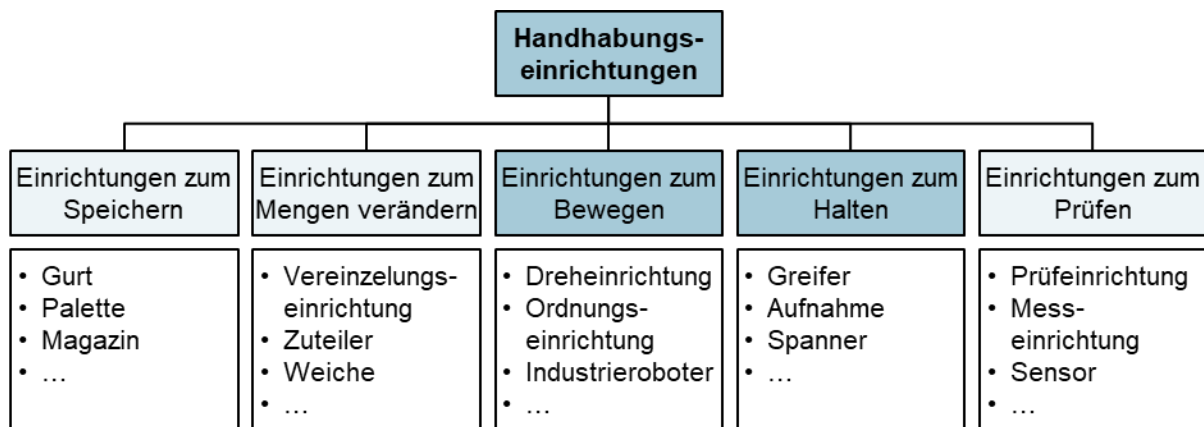 Handhabungs-
einrichtungen
Einrichtungen zum
Speichern
Einrichtungen zum
Mengen verändern
Einrichtungen zum
Bewegen
Einrichtungen zum
Halten
Einrichtungen zum
Prüfen
• Gurt
• Palette
• Magazin
• …
• Vereinzelungs-
einrichtung
• Zuteiler
• Weiche
• …
• Dreheinrichtung
• Ordnungs-
einrichtung
• Industrieroboter
• …
• Greifer
• Aufnahme
• Spanner
• …
• Prüfeinrichtung
• Mess-
einrichtung
• Sensor
• …